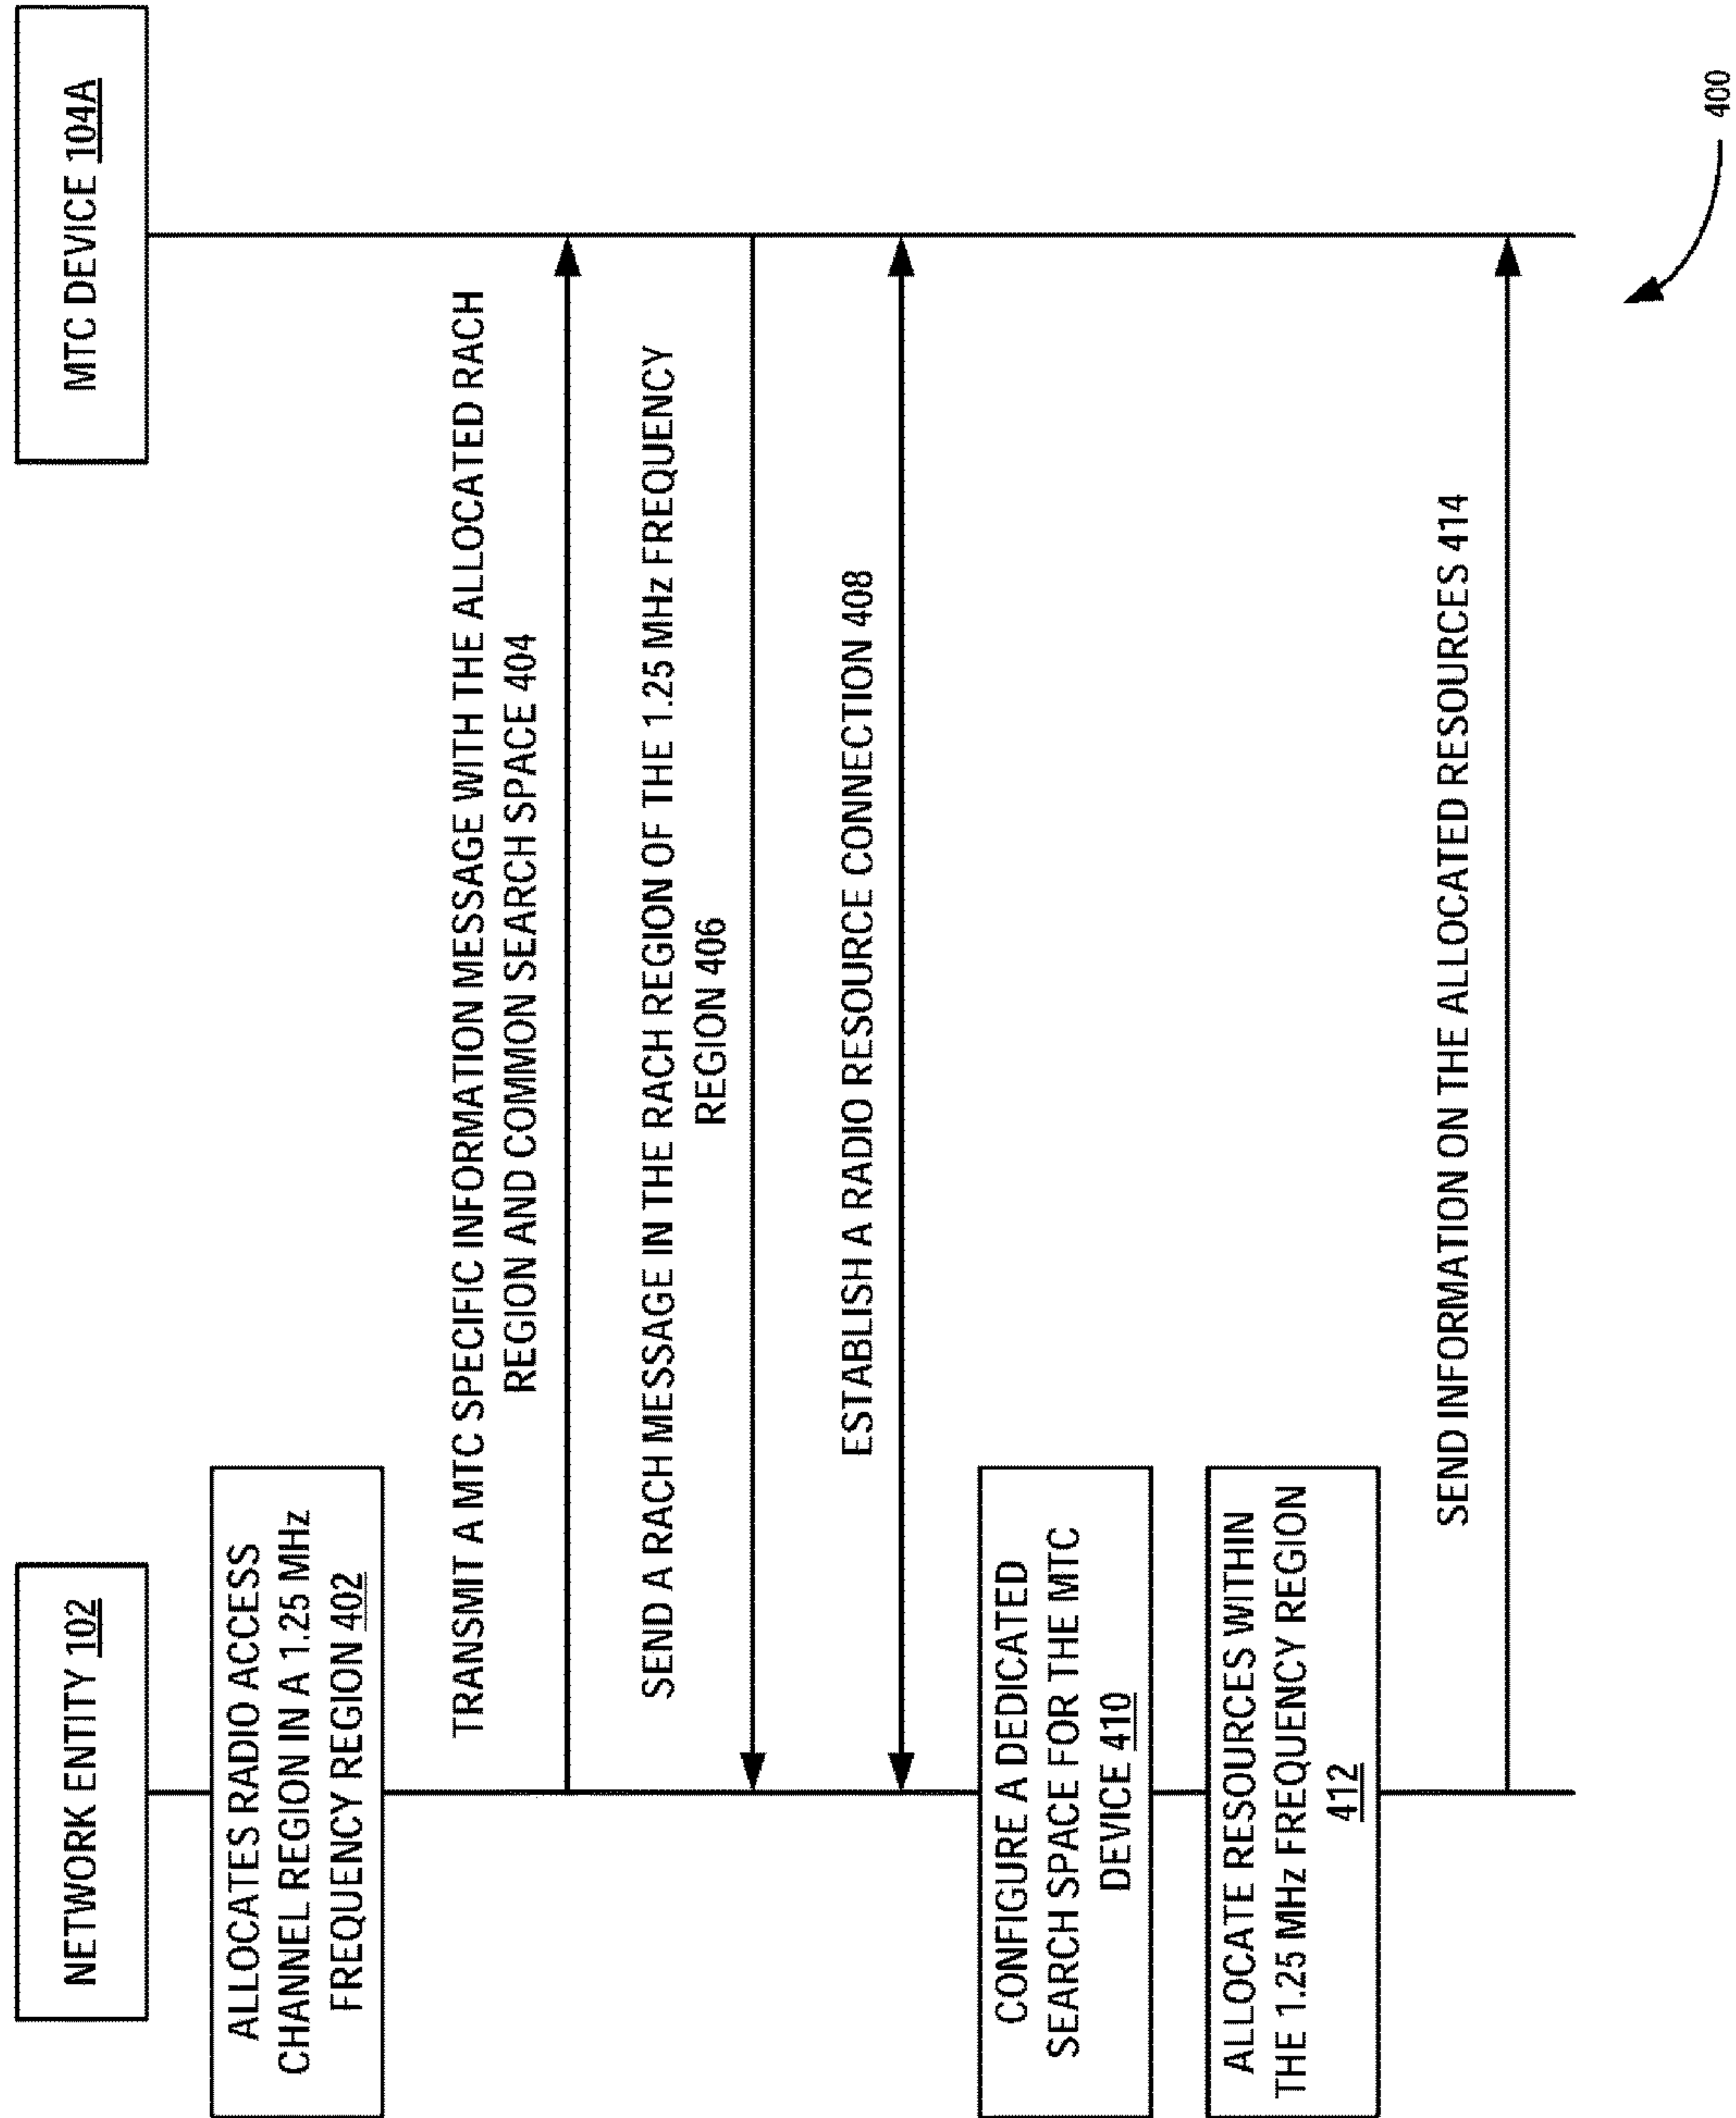 NETWORK ENTITY 102
MTC DEVICE 104A
ALLOCATES RADIO ACCESS
CHANNEL REGION IN A 1.25 MHz
FREQUENCY REGION 402
TRANSMIT A MTC SPECIFIC INFORMATION MESSAGE WITH THE ALLOCATED RACH
REGION AND COMMON SEARCH SPACE 404
SEND A RACH MESSAGE IN THE RACH REGION OF THE 1.25 MHz FREQUENCY
REGION 406
ESTABLISH A RADIO RESOURCE CONNECTION 408
CONFIGURE A DEDICATED
SEARCH SPACE FOR THE MTC
DEVICE 410
ALLOCATE RESOURCES WITHIN
THE 1.25 MHz FREQUENCY REGION
412
SEND INFORMATION ON THE ALLOCATED RESOURCES 414
400